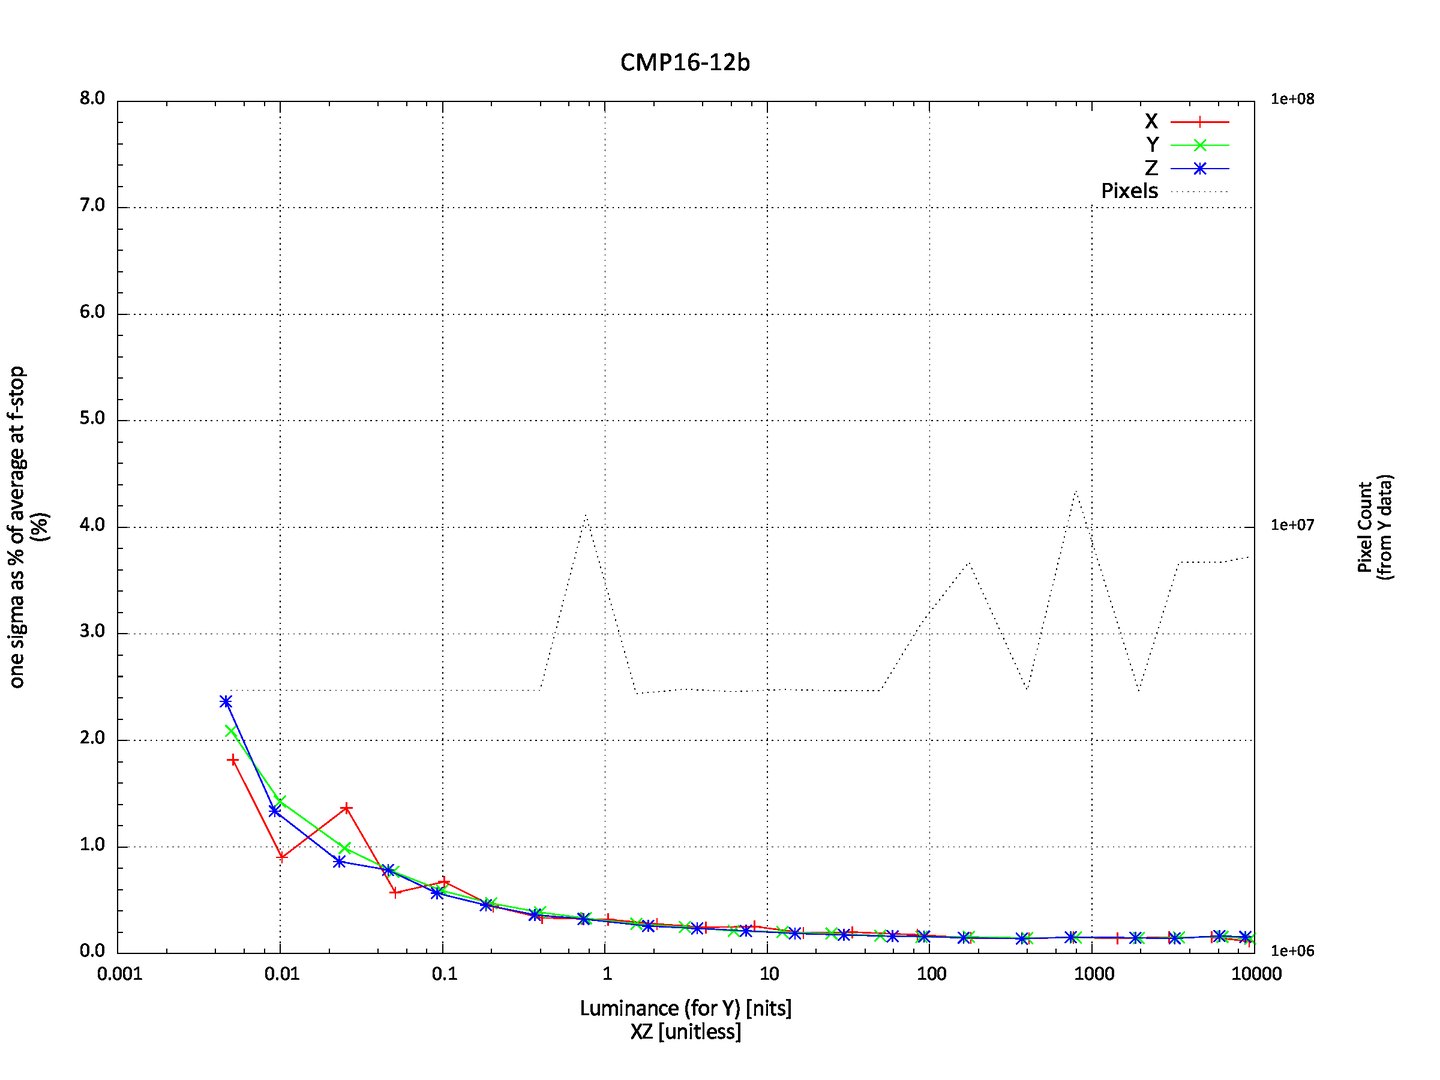 CMP16-12b
8.0
7.0
6.0
5.0
4.0
3.0
2.0
1.0
0.0
one sigma as % of average at f-stop
(%)
X
Y
Z
Pixels
1e+08
1e+07
1e+06
Pixel Count
(from Y data)
0.001 0.01 0.1 1 10 100 1000 10000
Luminance (for Y) [nits]
XZ [unitless]